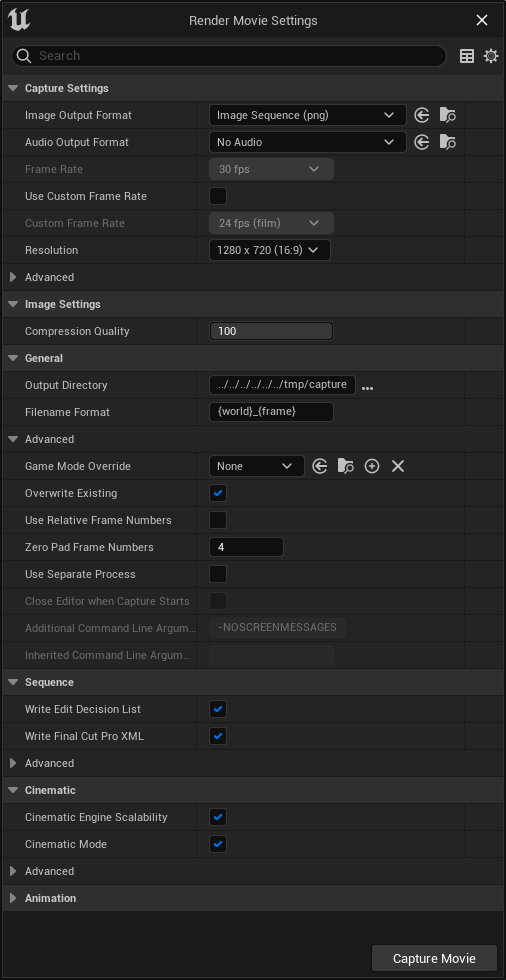 Render Movie Settings
Search
Capture Settings
Image Output Format Image Sequence (png)
Audio Output Format No Audio
Frame Rate 30 fps
Use Custom Frame Rate
Custom Frame Rate 24 fps (film)
Resolution 1280 x 720 (16:9)
Advanced
Image Settings
Compression Quality 100
General
Output Directory ../../../../../../tmp/capture ...
Filename Format {world}_{frame}
Advanced
Game Mode Override None
Overwrite Existing
Use Relative Frame Numbers
Zero Pad Frame Numbers 4
Use Separate Process
Close Editor when Capture Starts
Additional Command Line Argum... -NOSCREENMESSAGES
Inherited Command Line Argum...
Sequence
Write Edit Decision List
Write Final Cut Pro XML
Advanced
Cinematic
Cinematic Engine Scalability
Cinematic Mode
Advanced
Animation
Capture Movie